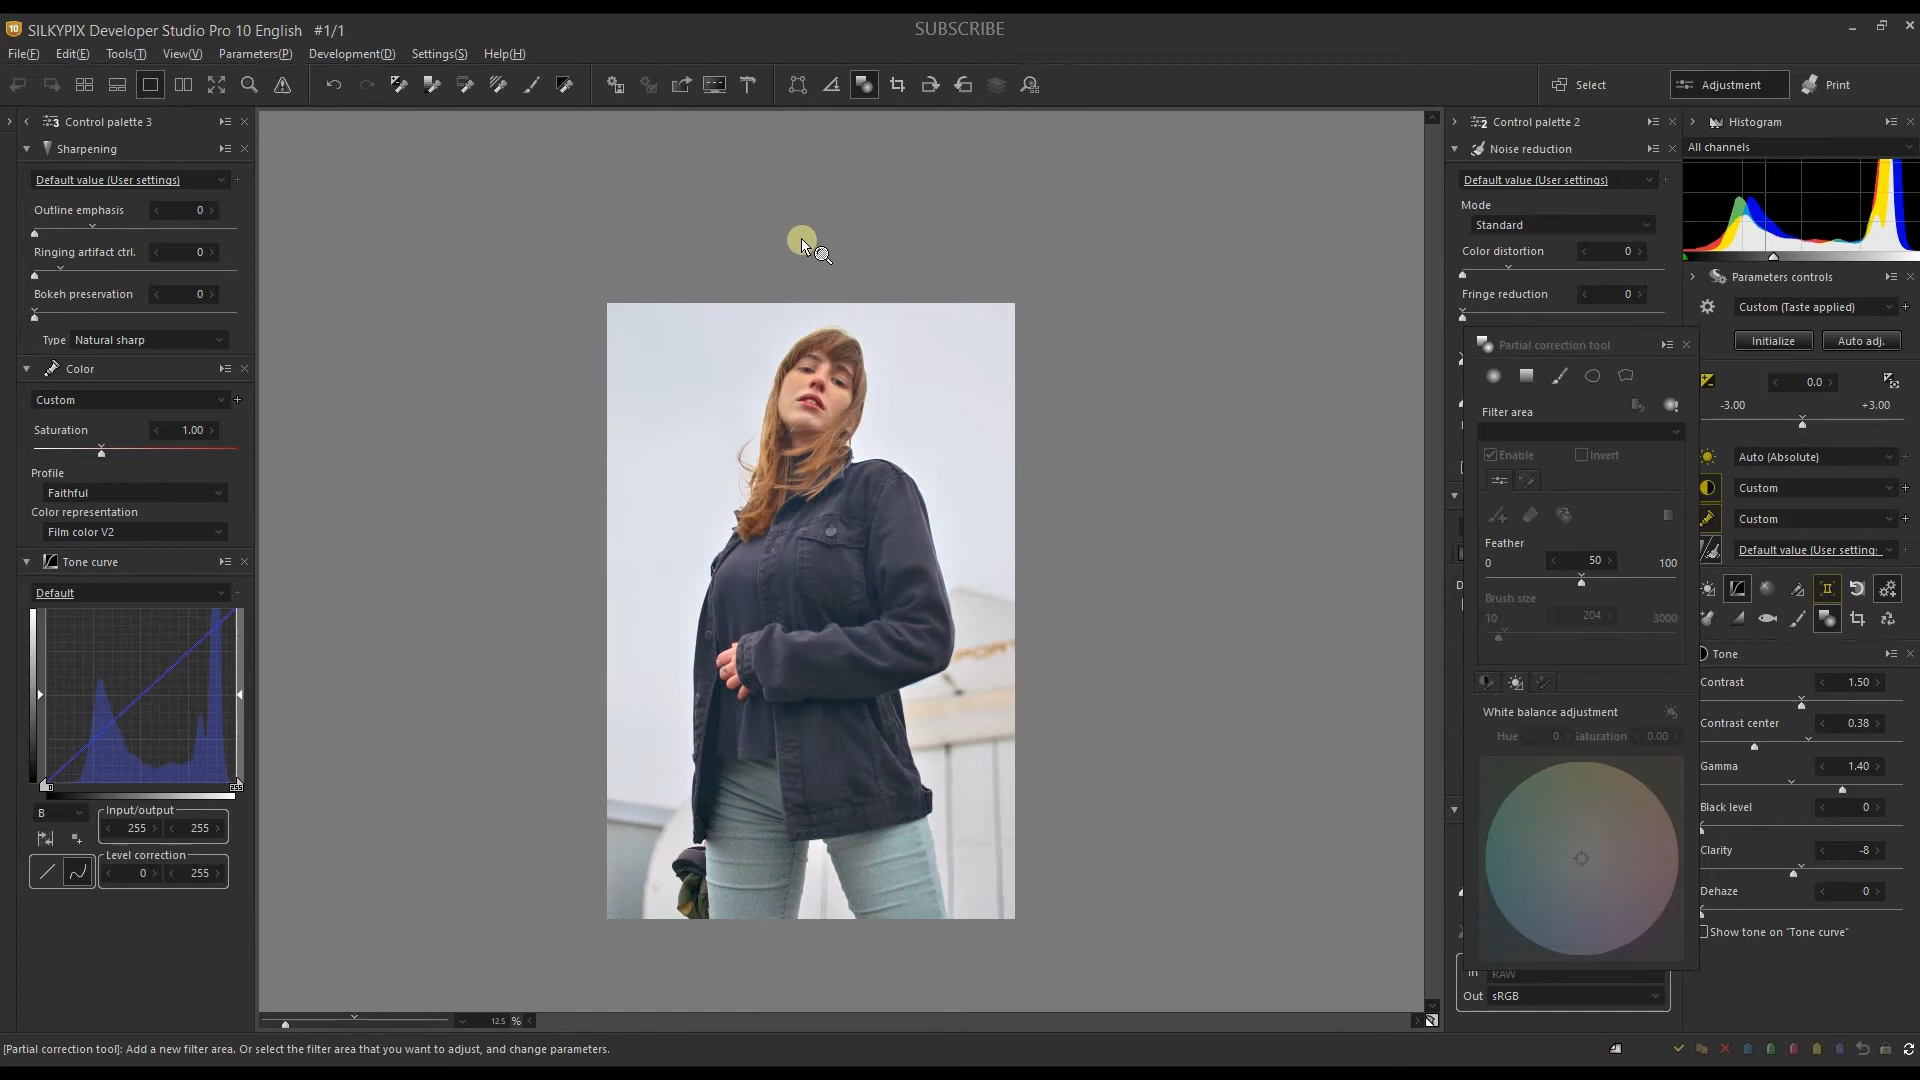 SILKYPIX Developer Studio Pro 10 English   #1/1
SUBSCRIBE
File(F) Edit(E) Tools(T) View(V) Parameters(P) Development(D) Settings(S) Help(H)
Select
Adjustment
Print
Control palette 3
Sharpening
Default value (User settings)
Outline emphasis 0
Ringing artifact ctrl. 0
Bokeh preservation 0
Type Natural sharp
Color
Custom
Saturation 1.00
Profile
Faithful
Color representation
Film color V2
Tone curve
Default
0
255
B
Input/output
255 255
Level correction
0 255
12.5 %
PORT
Control palette 2
Noise reduction
Default value (User settings)
Mode
Standard
Color distortion 0
Fringe reduction 0
Partial correction tool
Filter area
Enable Invert
Feather
0 50 100
Brush size
10 204 3000
White balance adjustment
Hue 0 Saturation 0.00
In RAW
Out sRGB
Histogram
All channels
Parameters controls
Custom (Taste applied)
Initialize Auto adj.
0.0
-3.00 +3.00
Auto (Absolute)
Custom
Custom
Default value (User setting:
Tone
Contrast 1.50
Contrast center 0.38
Gamma 1.40
Black level 0
Clarity -8
Dehaze 0
Show tone on "Tone curve"
[Partial correction tool]: Add a new filter area. Or select the filter area that you want to adjust, and change parameters.